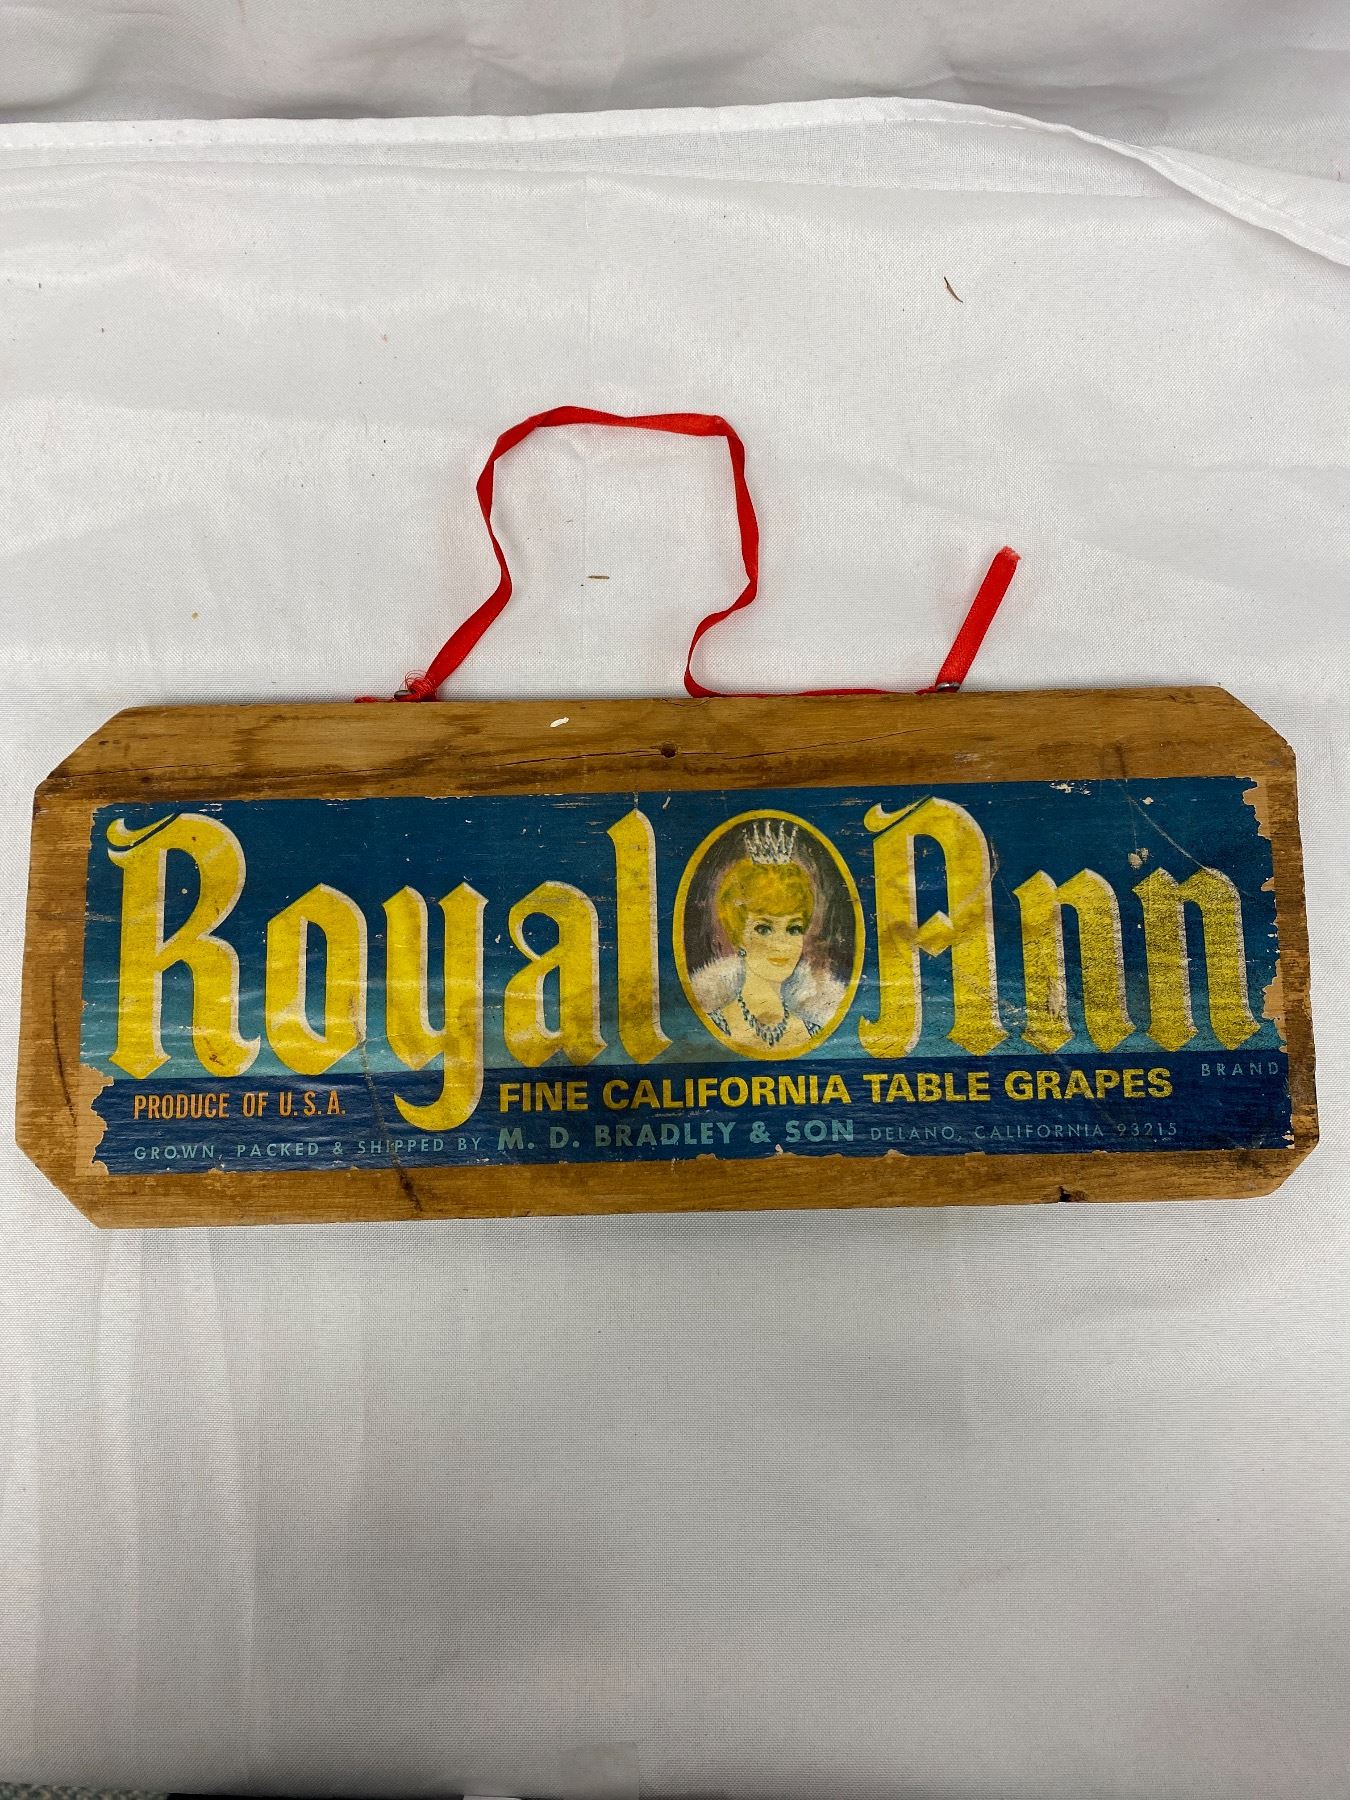 Royal Ann
BRAND
PRODUCE OF U.S.A.
FINE CALIFORNIA TABLE GRAPES
GROWN, PACKED & SHIPPED BY M. D. BRADLEY & SON DELANO, CALIFORNIA 93215